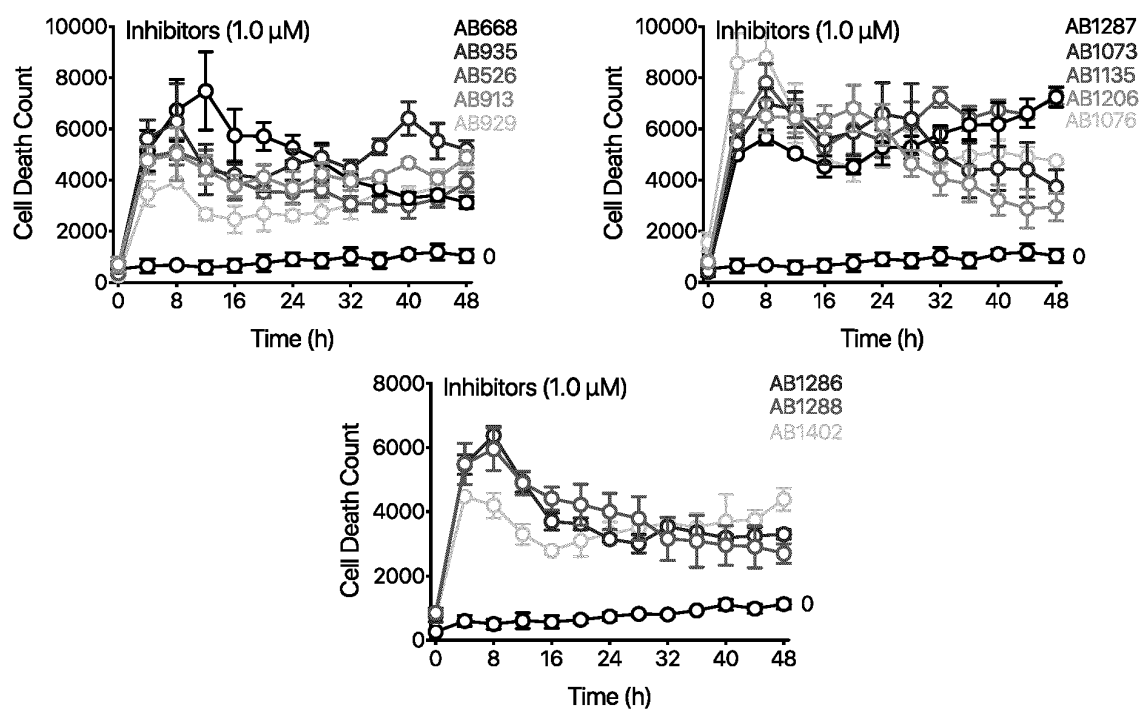 Inhibitors (1.0 µM)
AB668
AB935
AB526
AB913
AB929
Cell Death Count
10000
8000
6000
4000
2000
0
0
0 8 16 24 32 40 48
Time (h)
Inhibitors (1.0 µM)
AB1287
AB1073
AB1135
AB1206
AB1076
Cell Death Count
10000
8000
6000
4000
2000
0
0
0 8 16 24 32 40 48
Time (h)
Inhibitors (1.0 µM)
AB1286
AB1288
AB1402
Cell Death Count
8000
6000
4000
2000
0
0
0 8 16 24 32 40 48
Time (h)